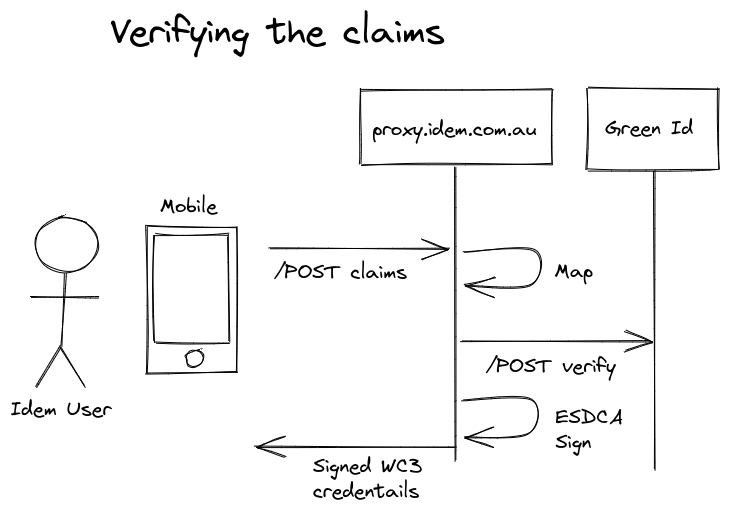 Verifying the claims
proxy.idem.com.au
Green Id
Mobile
/POST claims
Map
/POST verify
Idem User
ESDCA
Sign
Signed WC3
credentails